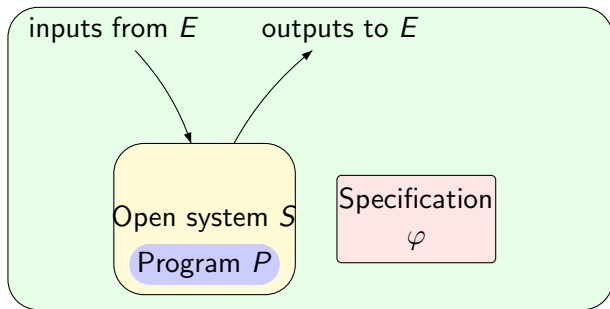 inputs from E
outputs to E
Open system S
Program P
Specification
φ